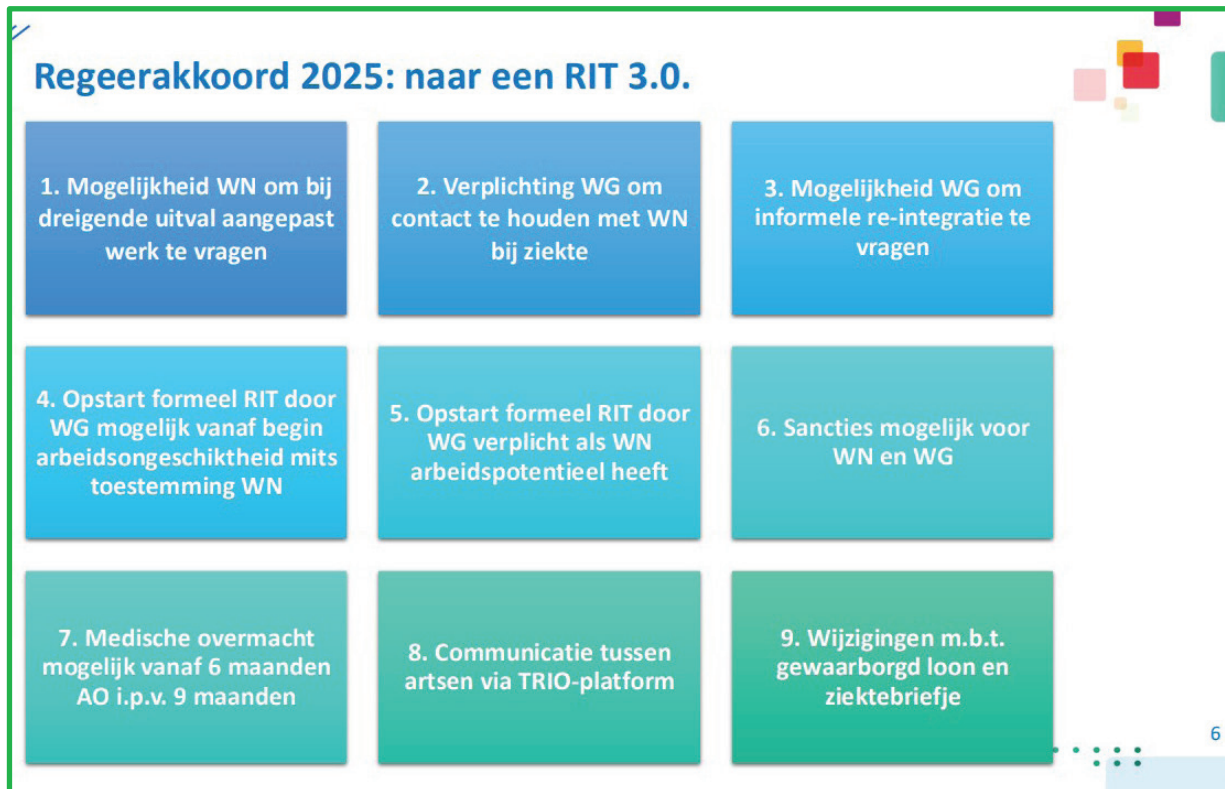 Regeerakkoord 2025: naar een RIT 3.0.
1. Mogelijkheid WN om bij
dreigende uitval aangepast
werk te vragen
2. Verplichting WG om
contact te houden met WN
bij ziekte
3. Mogelijkheid WG om
informele re-integratie te
vragen
4. Opstart formeel RIT door
WG mogelijk vanaf begin
arbeidsongeschiktheid mits
toestemming WN
5. Opstart formeel RIT door
WG verplicht als WN
arbeidspotentieel heeft
6. Sancties mogelijk voor
WN en WG
7. Medische overmacht
mogelijk vanaf 6 maanden
AO i.p.v. 9 maanden
8. Communicatie tussen
artsen via TRIO-platform
9. Wijzigingen m.b.t.
gewaarborgd loon en
ziektebriefje
6